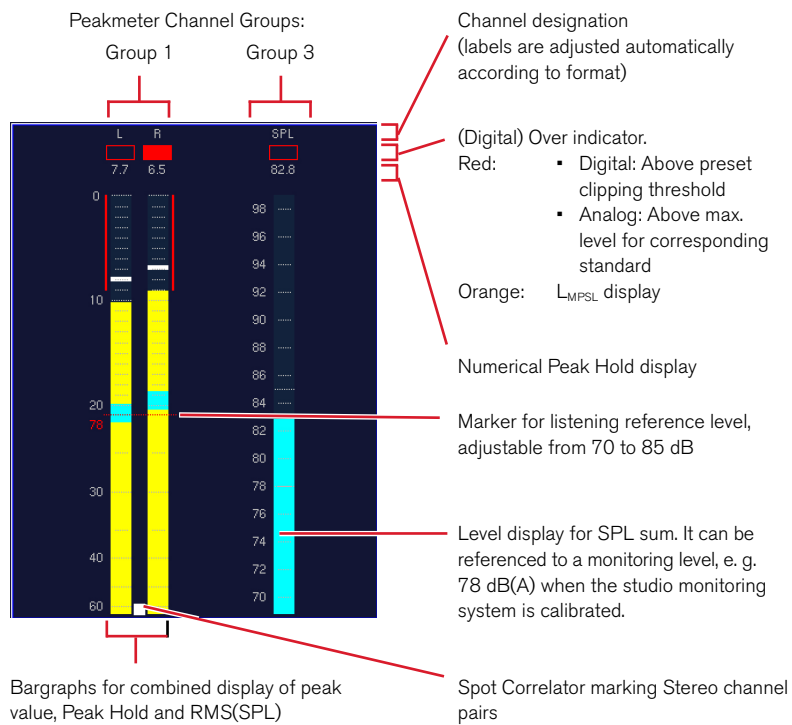 Peakmeter Channel Groups:
Group 1
Group 3
Channel designation
(labels are adjusted automatically
according to format)
L
R
SPL
7.7
6.5
82.8
(Digital) Over indicator.
Red:
▪ Digital: Above preset
clipping threshold
▪ Analog: Above max.
level for corresponding
standard
Orange:
LMPSL display
Numerical Peak Hold display
0
10
20
78
30
40
60
98
96
94
92
90
88
86
84
82
80
78
76
74
72
70
Marker for listening reference level,
adjustable from 70 to 85 dB
Level display for SPL sum. It can be
referenced to a monitoring level, e. g.
78 dB(A) when the studio monitoring
system is calibrated.
Bargraphs for combined display of peak
value, Peak Hold and RMS(SPL)
Spot Correlator marking Stereo channel
pairs